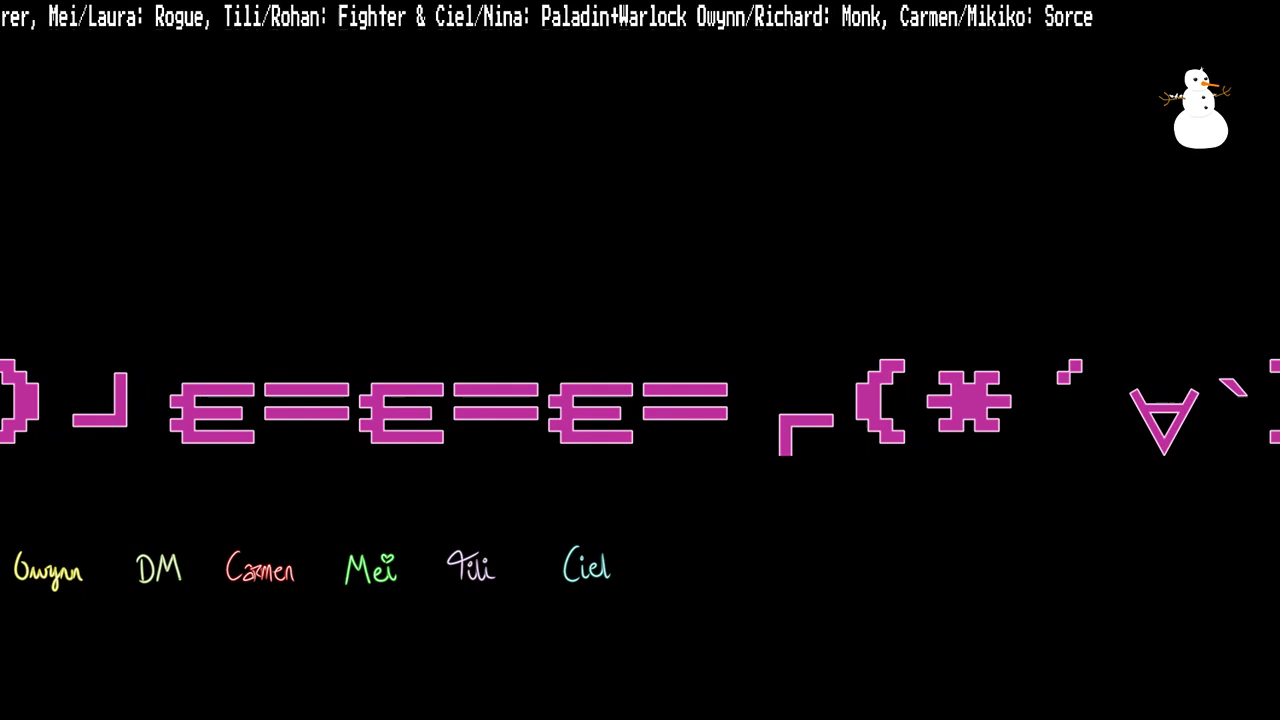 rer, Mei/Laura: Rogue, Tili/Rohan: Fighter & Ciel/Nina: Paladin+Warlock Owynn/Richard: Monk, Carmen/Mikiko: Sorce
)┘∈=∈=∈=┌(*´∀`)
Owynn DM Carmen Mei Tili Ciel